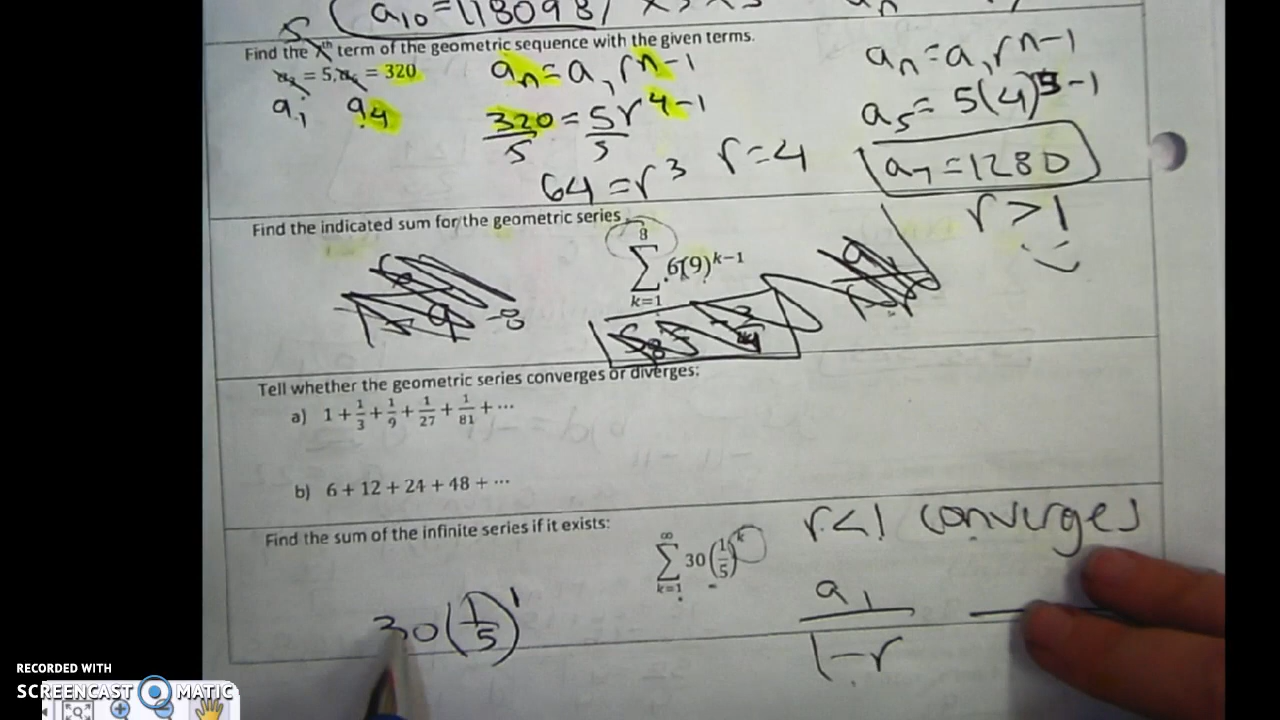 5 (a10=118098)
Find the xth term of the geometric sequence with the given terms.
= 5, = 320
a1 a4
an = a1 r^n-1
320 = 5r^4-1
5 5
64 = r^3 r=4
an = a1 r^n-1
a5 = 5(4)^5-1
a7 = 1280
Find the indicated sum for the geometric series
8
∑ 6(9)^k−1
k=1
r > 1
1 - 9 -8
Tell whether the geometric series converges or diverges:
a) 1 + 1/3 + 1/9 + 1/27 + 1/81 + ⋯
b) 6 + 12 + 24 + 48 + ⋯
Find the sum of the infinite series if it exists:
∞
∑ 30(1/5)^k
k=1
r<1 converges
30(1/5)^1
a1
1-r
RECORDED WITH
SCREENCAST MATIC